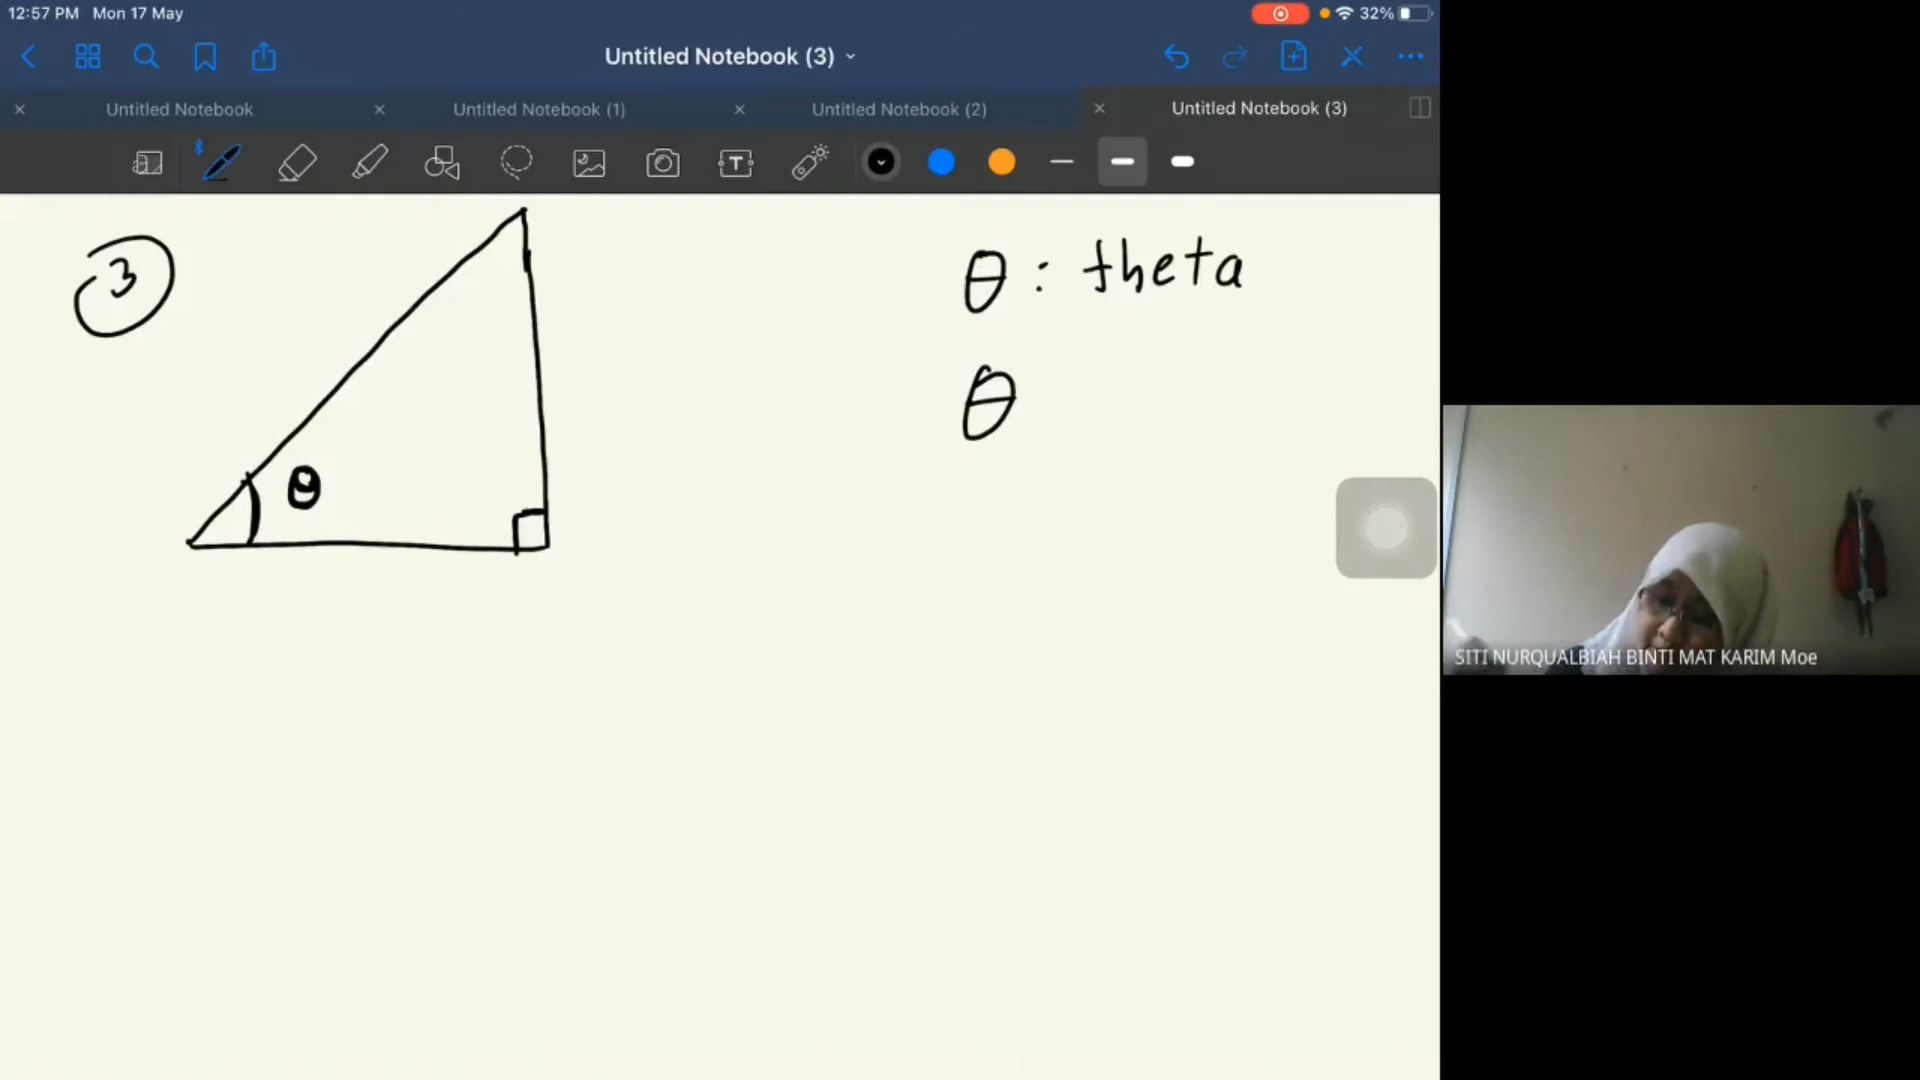 12:57 PM Mon 17 May
32%
Untitled Notebook (3)
Untitled Notebook
Untitled Notebook (1)
Untitled Notebook (2)
Untitled Notebook (3)
T
3
θ : theta
θ
θ
SITI NURQUALBIAH BINTI MAT KARIM Moe